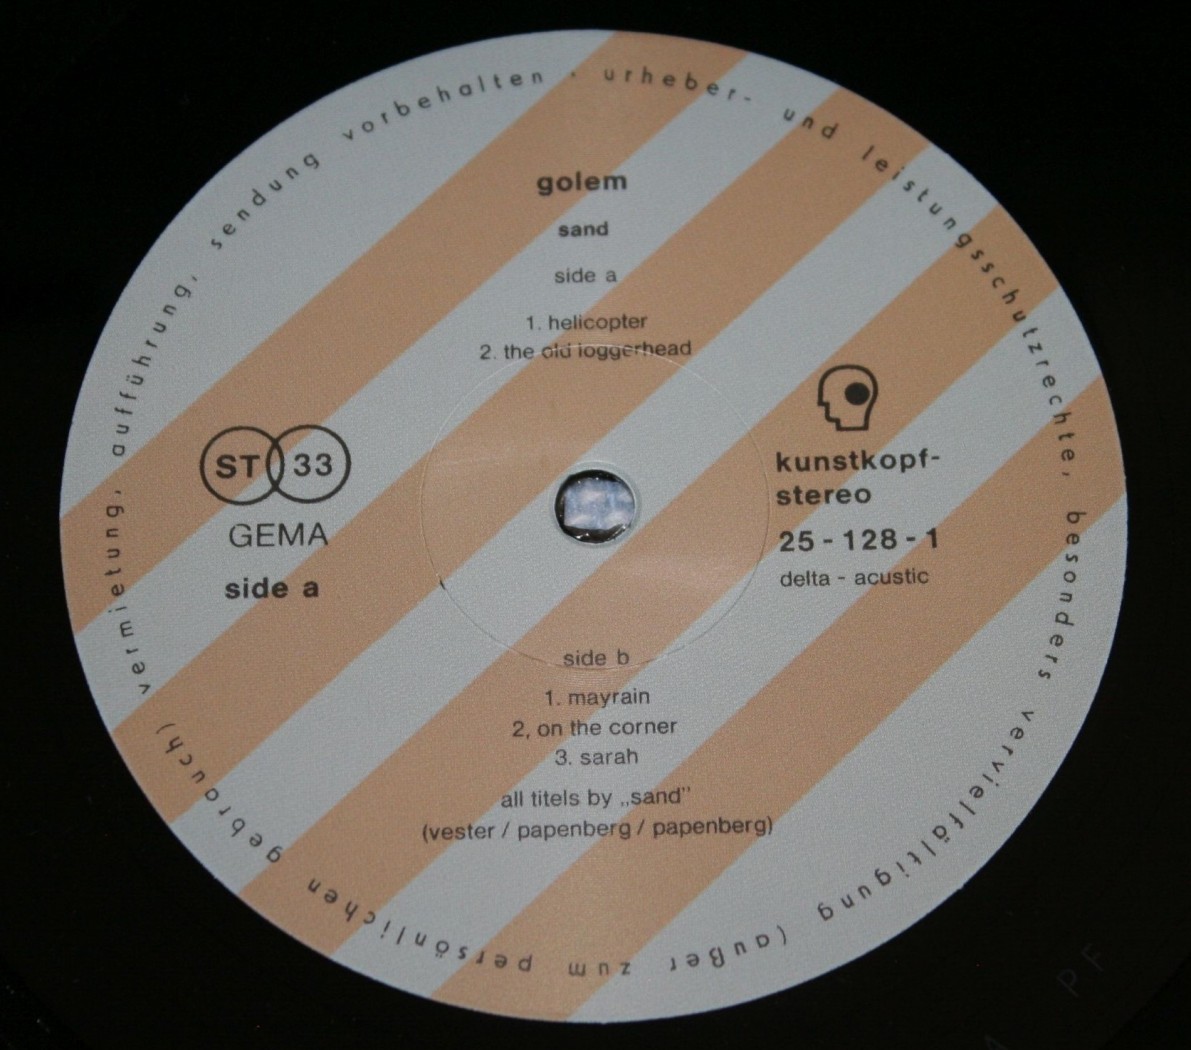 urheber- und leistungsschutzrechte, besonders vervielfältigung (außer zum persönlichen gebrauch) vermietung, aufführung, sendung vorbehalten ·
golem
sand
side a
1. helicopter
2. the old loggerhead
ST 33
GEMA
side a
kunstkopf-
stereo
25 - 128 - 1
delta - acustic
side b
1. mayrain
2, on the corner
3. sarah
all titels by „sand"
(vester / papenberg / papenberg)